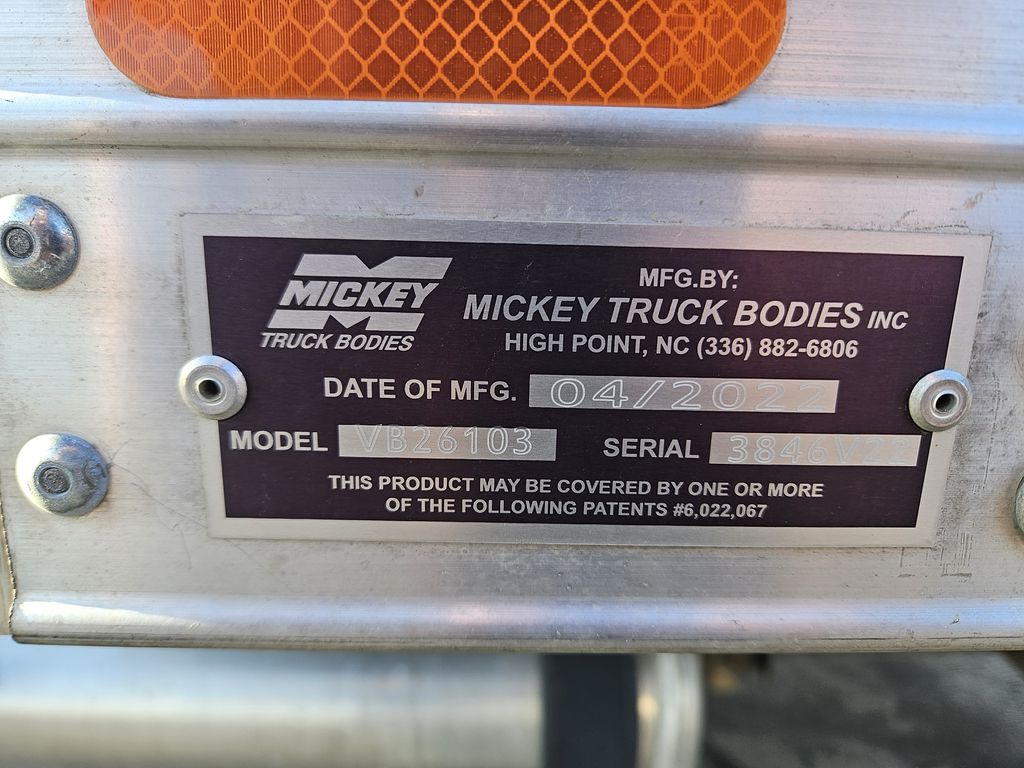 MICKEY
TRUCK BODIES
MFG.BY:
MICKEY TRUCK BODIES INC
HIGH POINT, NC (336) 882-6806
DATE OF MFG. 04/2022
MODEL VB26103 SERIAL 3846V22
THIS PRODUCT MAY BE COVERED BY ONE OR MORE
OF THE FOLLOWING PATENTS #6,022,067